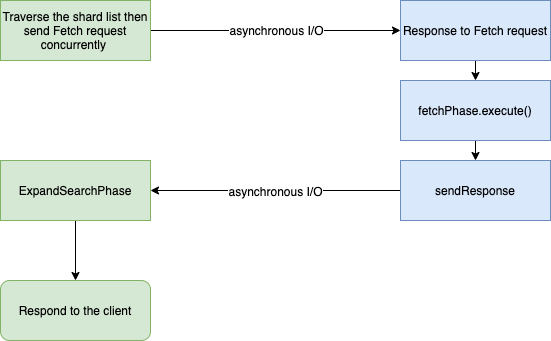 Traverse the shard list then
send Fetch request
concurrently
asynchronous I/O
Response to Fetch request
fetchPhase.execute()
sendResponse
asynchronous I/O
ExpandSearchPhase
Respond to the client